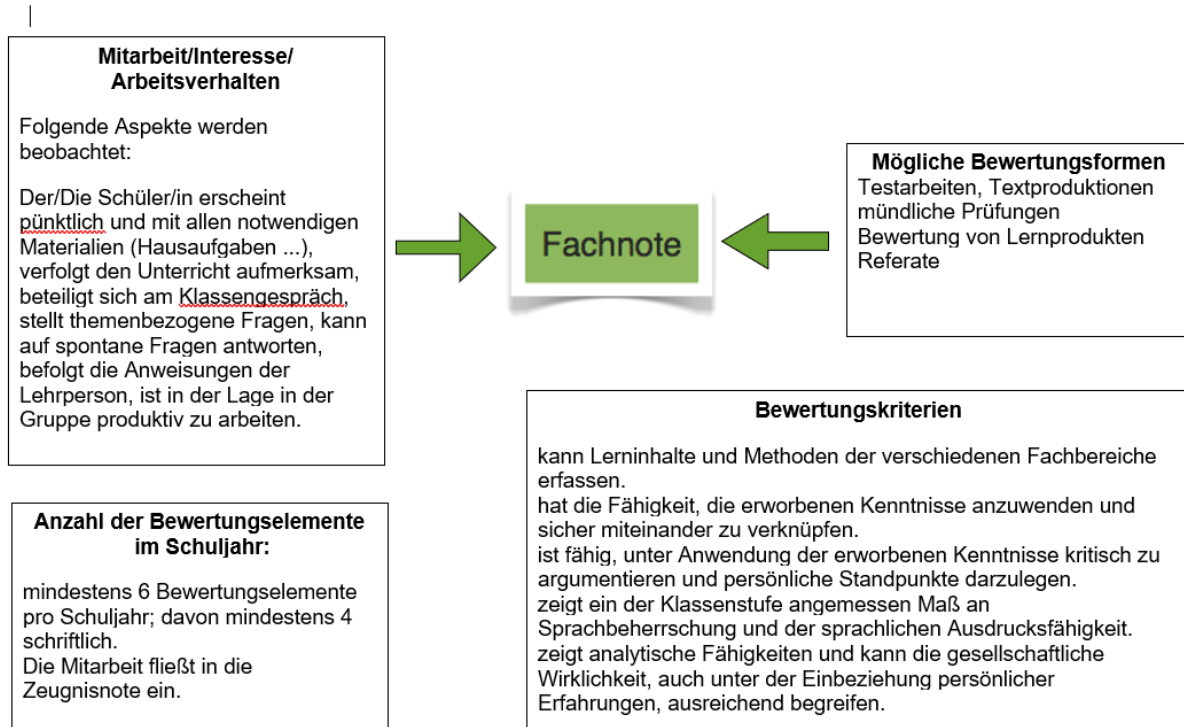 Mitarbeit/Interesse/
Arbeitsverhalten
Folgende Aspekte werden
beobachtet:
Der/Die Schüler/in erscheint
pünktlich und mit allen notwendigen
Materialien (Hausaufgaben ...),
verfolgt den Unterricht aufmerksam,
beteiligt sich am Klassengespräch,
stellt themenbezogene Fragen, kann
auf spontane Fragen antworten,
befolgt die Anweisungen der
Lehrperson, ist in der Lage in der
Gruppe produktiv zu arbeiten.
Fachnote
Mögliche Bewertungsformen
Testarbeiten, Textproduktionen
mündliche Prüfungen
Bewertung von Lernprodukten
Referate
Anzahl der Bewertungselemente
im Schuljahr:
mindestens 6 Bewertungselemente
pro Schuljahr; davon mindestens 4
schriftlich.
Die Mitarbeit fließt in die
Zeugnisnote ein.
Bewertungskriterien
kann Lerninhalte und Methoden der verschiedenen Fachbereiche
erfassen.
hat die Fähigkeit, die erworbenen Kenntnisse anzuwenden und
sicher miteinander zu verknüpfen.
ist fähig, unter Anwendung der erworbenen Kenntnisse kritisch zu
argumentieren und persönliche Standpunkte darzulegen.
zeigt ein der Klassenstufe angemessen Maß an
Sprachbeherrschung und der sprachlichen Ausdrucksfähigkeit.
zeigt analytische Fähigkeiten und kann die gesellschaftliche
Wirklichkeit, auch unter der Einbeziehung persönlicher
Erfahrungen, ausreichend begreifen.